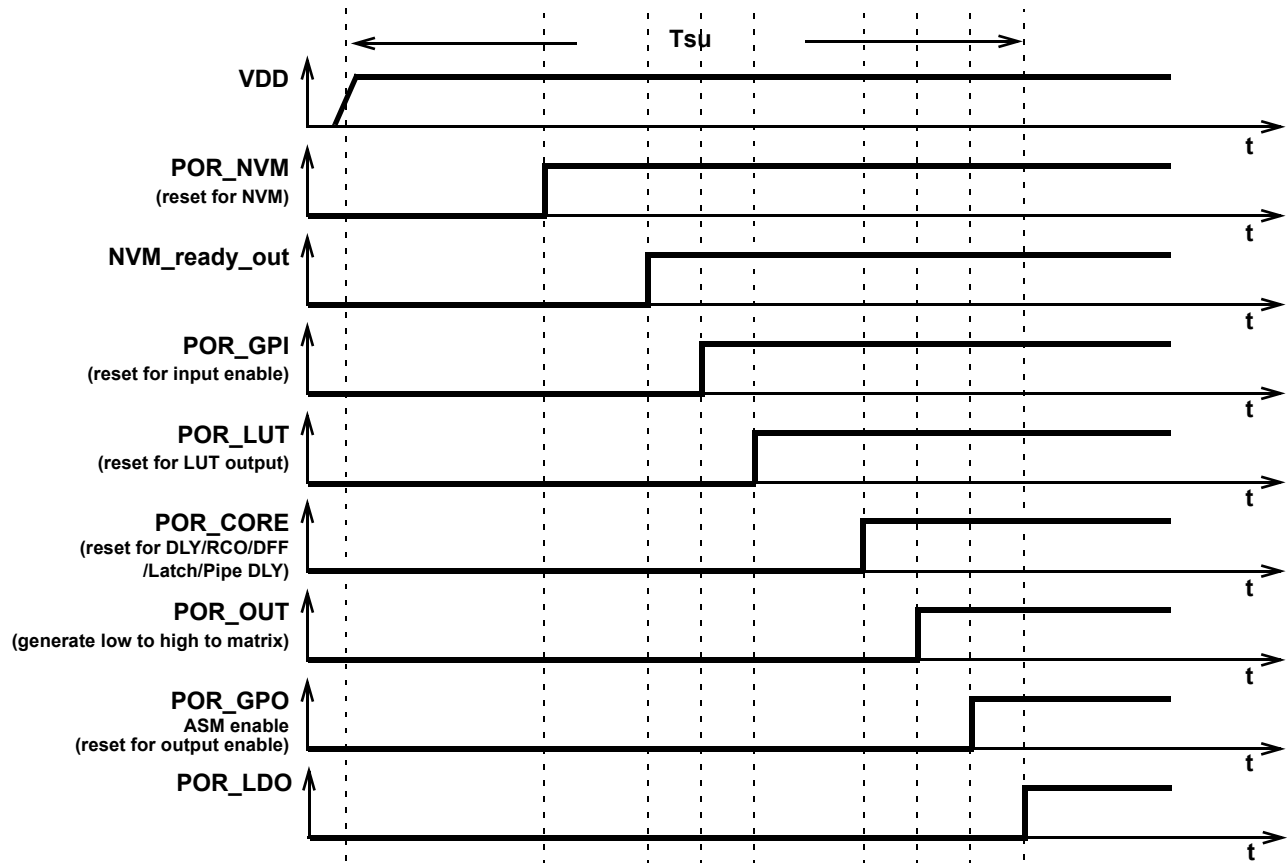 Tsu
VDD
t
POR_NVM
(reset for NVM)
t
NVM_ready_out
t
POR_GPI
(reset for input enable)
t
POR_LUT
(reset for LUT output)
t
POR_CORE
(reset for DLY/RCO/DFF
/Latch/Pipe DLY)
t
POR_OUT
(generate low to high to matrix)
t
POR_GPO
ASM enable
(reset for output enable)
t
POR_LDO
t